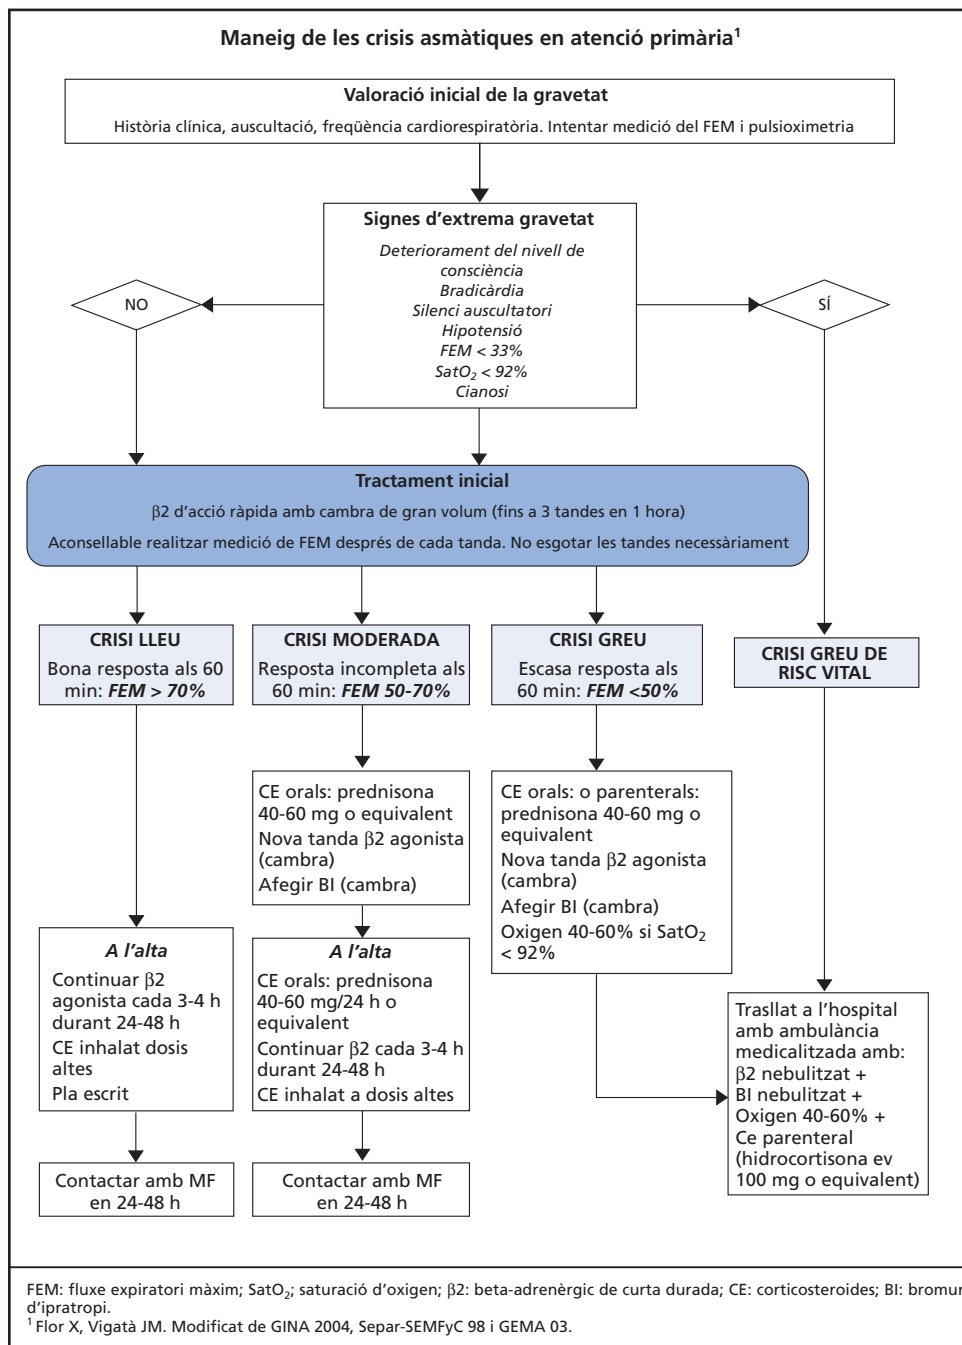 Maneig de les crisis asmàtiques en atenció primària¹
Valoració inicial de la gravetat
Història clínica, auscultació, freqüència cardiorespiratòria. Intentar medició del FEM i pulsioximetria
Signes d'extrema gravetat
Deteriorament del nivell de
consciència
Bradicàrdia
Silenci auscultatori
Hipotensió
FEM < 33%
SatO₂ < 92%
Cianosi
NO
SÍ
Tractament inicial
β2 d'acció ràpida amb cambra de gran volum (fins a 3 tandes en 1 hora)
Aconsellable realitzar medició de FEM després de cada tanda. No esgotar les tandes necessàriament
CRISI LLEU
Bona resposta als 60
min: FEM > 70%
CRISI MODERADA
Resposta incompleta als
60 min: FEM 50-70%
CRISI GREU
Escasa resposta als
60 min: FEM <50%
CRISI GREU DE
RISC VITAL
CE orals: prednisona
40-60 mg o equivalent
Nova tanda β2 agonista
(cambra)
Afegir BI (cambra)
CE orals: o parenterals:
prednisona 40-60 mg o
equivalent
Nova tanda β2 agonista
(cambra)
Afegir BI (cambra)
Oxigen 40-60% si SatO₂
< 92%
A l'alta
Continuar β2
agonista cada 3-4 h
durant 24-48 h
CE inhalat dosis
altes
Pla escrit
A l'alta
CE orals: prednisona
40-60 mg/24 h o
equivalent
Continuar β2 cada 3-4 h
durant 24-48 h
CE inhalat a dosis altes
Trasllat a l'hospital
amb ambulància
medicalitzada amb:
β2 nebulitzat +
BI nebulitzat +
Oxigen 40-60% +
Ce parenteral
(hidrocortisona ev
100 mg o equivalent)
Contactar amb MF
en 24-48 h
Contactar amb MF
en 24-48 h
FEM: fluxe expiratori màxim; SatO₂; saturació d'oxigen; β2: beta-adrenèrgic de curta durada; CE: corticosteroides; BI: bromur
d'ipratropi.
¹ Flor X, Vigatà JM. Modificat de GINA 2004, Separ-SEMFyC 98 i GEMA 03.